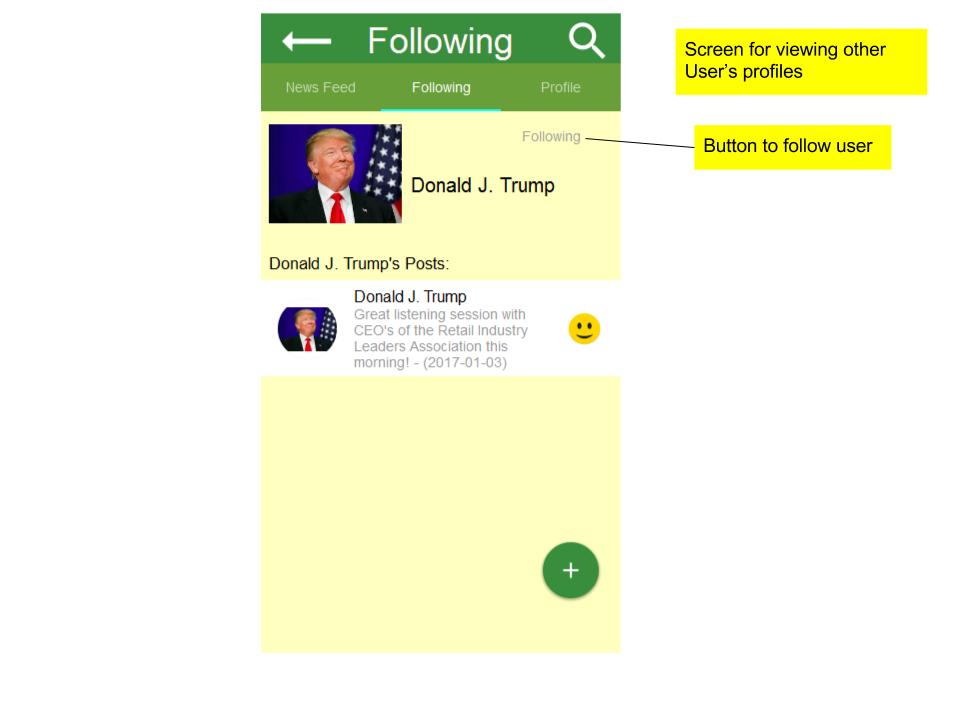 Following
News Feed Following Profile
Following
Donald J. Trump
Donald J. Trump's Posts:
Donald J. Trump
Great listening session with
CEO's of the Retail Industry
Leaders Association this
morning! - (2017-01-03)
+
Screen for viewing other
User's profiles
Button to follow user